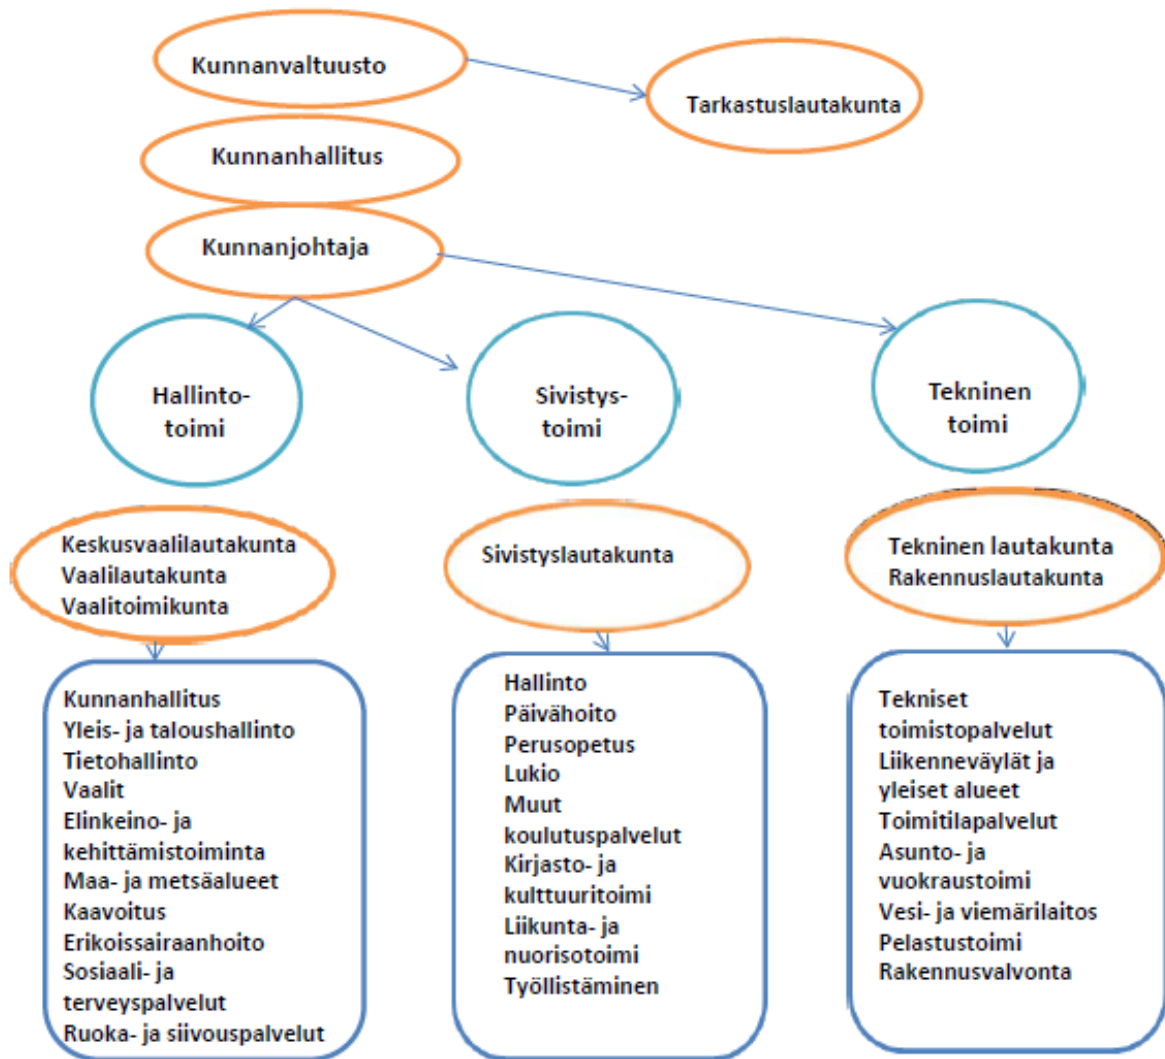 Kunnanvaltuusto
Tarkastuslautakunta
Kunnanhallitus
Kunnanjohtaja
Hallinto-
toimi
Sivistys-
toimi
Tekninen
toimi
Keskusvaalilautakunta
Vaalilautakunta
Vaalitoimikunta
Sivistyslautakunta
Tekninen lautakunta
Rakennuslautakunta
Kunnanhallitus
Yleis- ja taloushallinto
Tietohallinto
Vaalit
Elinkeino- ja
kehittämistoiminta
Maa- ja metsäalueet
Kaavoitus
Erikoissairaanhoito
Sosiaali- ja
terveyspalvelut
Ruoka- ja siivouspalvelut
Hallinto
Päivähoito
Perusopetus
Lukio
Muut
koulutuspalvelut
Kirjasto- ja
kulttuuritoimi
Liikunta- ja
nuorisotoimi
Työllistäminen
Tekniset
toimistopalvelut
Liikenneväylät ja
yleiset alueet
Toimitilapalvelut
Asunto- ja
vuokraustoimi
Vesi- ja viemärilaitos
Pelastustoimi
Rakennusvalvonta